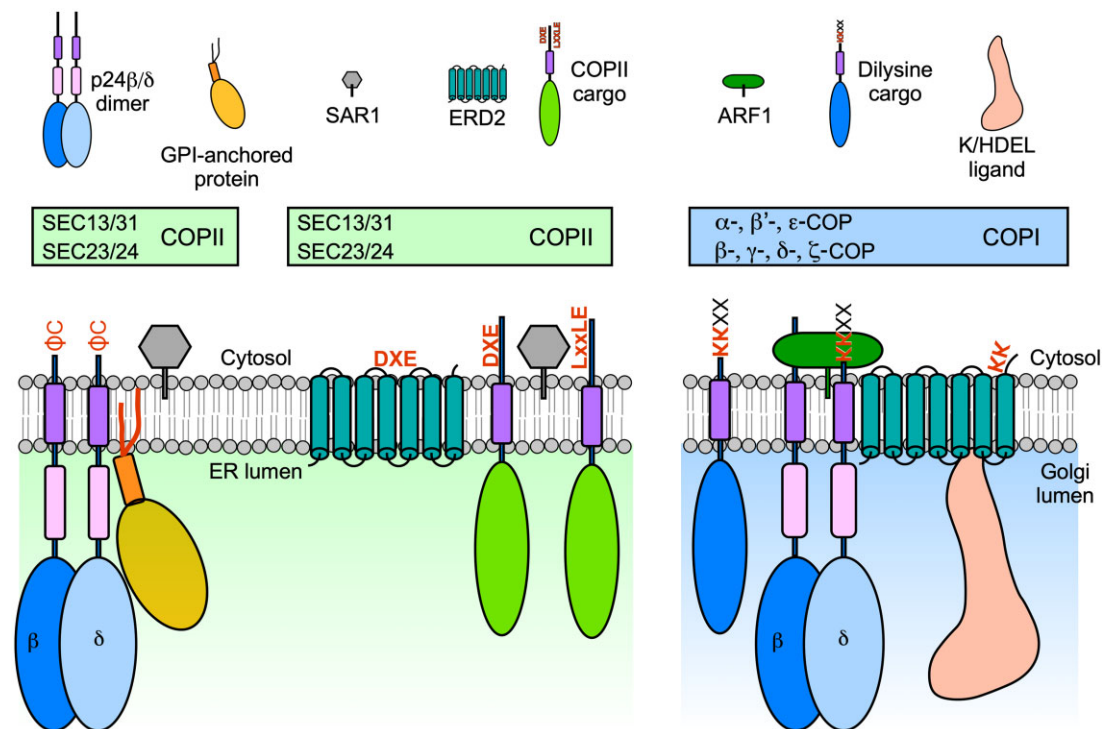 p24β/δ
dimer
GPI-anchored
protein
SAR1
ERD2
DXE
LXXLE
COPII
cargo
ARF1
KKXX
Dilysine
cargo
K/HDEL
ligand
SEC13/31
SEC23/24
COPII
SEC13/31
SEC23/24
COPII
α-, β'-, ε-COP
β-, γ-, δ-, ζ-COP
COPI
ΦC
ΦC
Cytosol
DXE
DXE
LxxLE
KKXX
KKXX
KK
Cytosol
ER lumen
Golgi
lumen
β
δ
β
δ